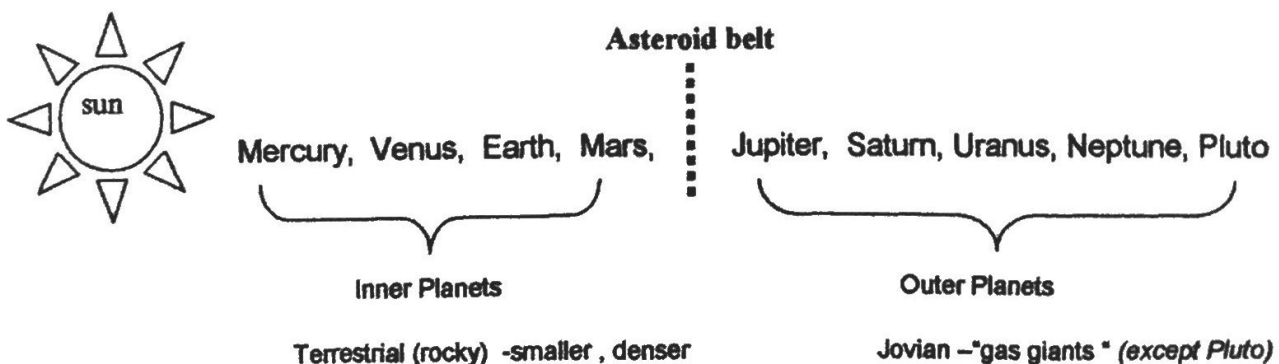 Asteroid belt
sun
Mercury, Venus, Earth, Mars, Jupiter, Saturn, Uranus, Neptune, Pluto
Inner Planets Outer Planets
Terrestrial (rocky) -smaller , denser Jovian –"gas giants " (except Pluto)